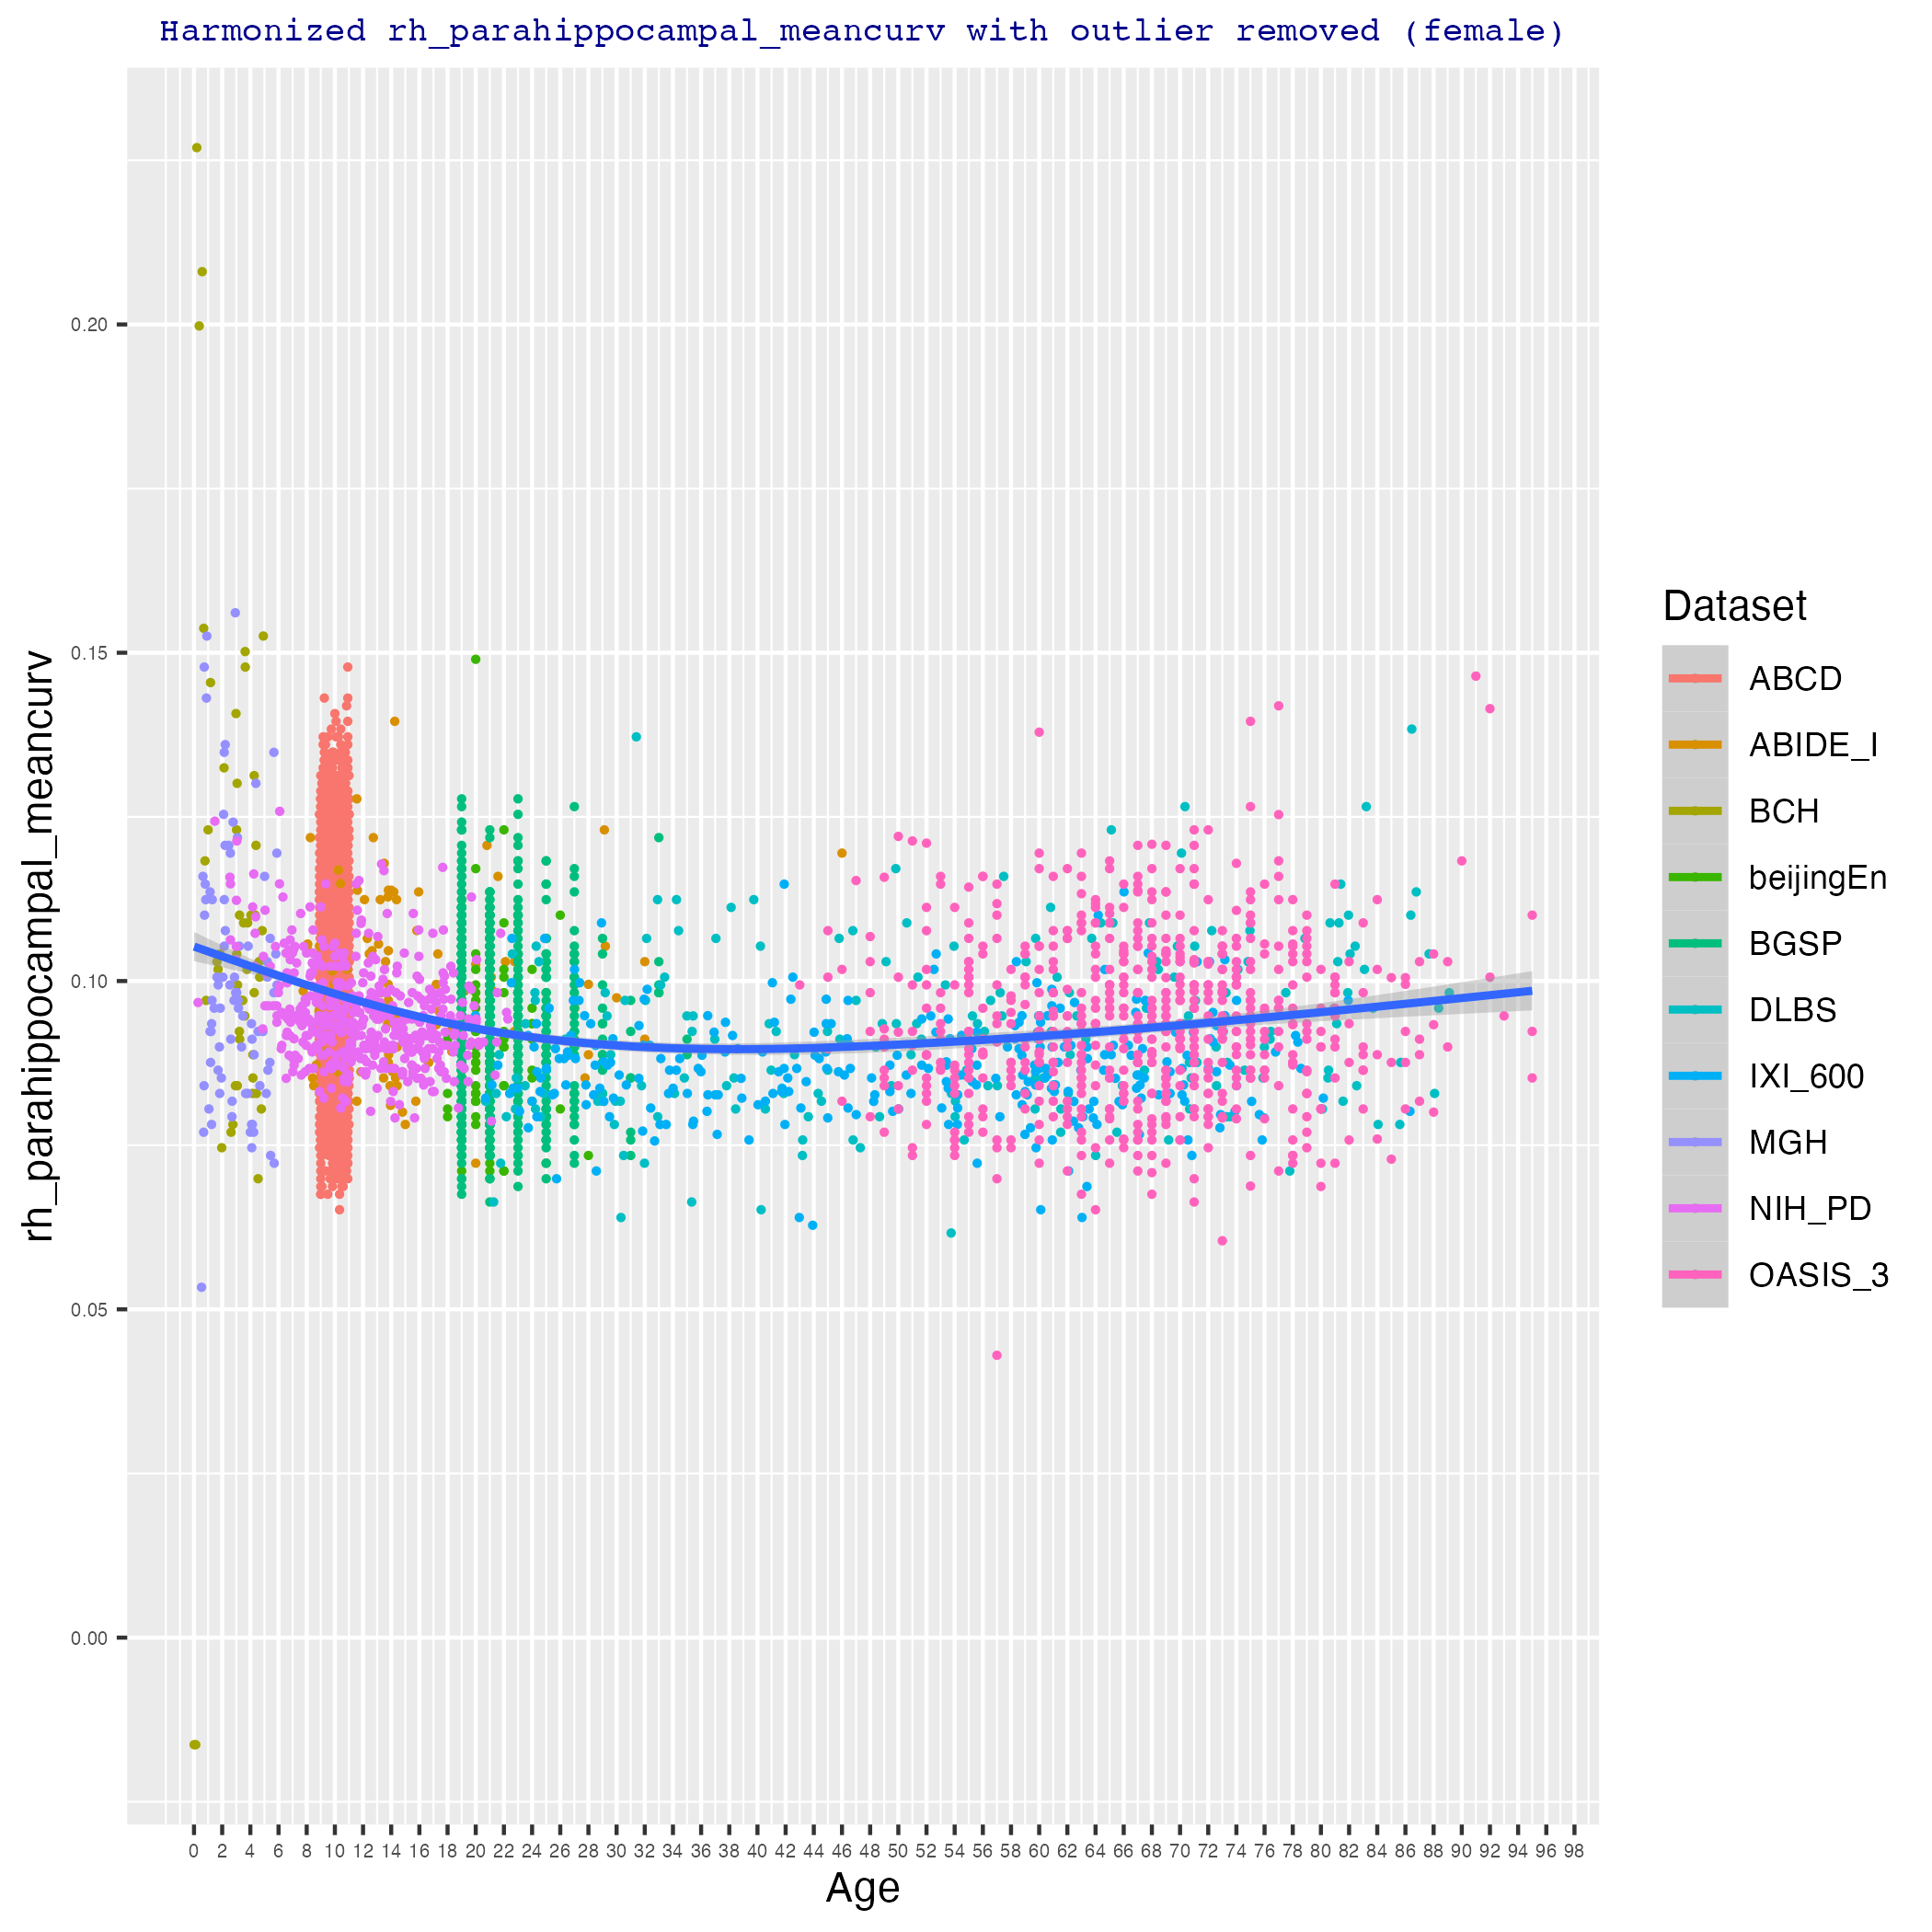 Harmonized rh_parahippocampal_meancurv with outlier removed (female)
rh_parahippocampal_meancurv
0.20
0.15
0.10
0.05
0.00
0 2 4 6 8 10 12 14 16 18 20 22 24 26 28 30 32 34 36 38 40 42 44 46 48 50 52 54 56 58 60 62 64 66 68 70 72 74 76 78 80 82 84 86 88 90 92 94 96 98
Age
Dataset
ABCD
ABIDE_I
BCH
beijingEn
BGSP
DLBS
IXI_600
MGH
NIH_PD
OASIS_3